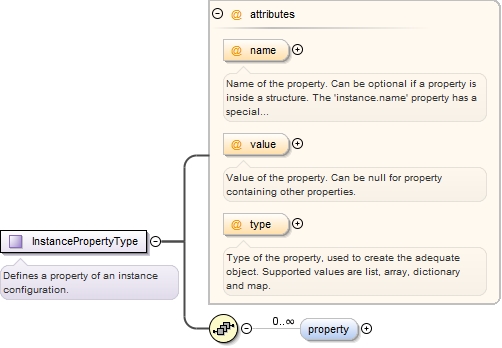 @ attributes
@ name
Name of the property. Can be optional if a property is
inside a structure. The 'instance.name' property has a
special...
@ value
Value of the property. Can be null for property
containing other properties.
@ type
Type of the property, used to create the adequate
object. Supported values are list, array, dictionary
and map.
InstancePropertyType
Defines a property of an instance
configuration.
0..∞
property